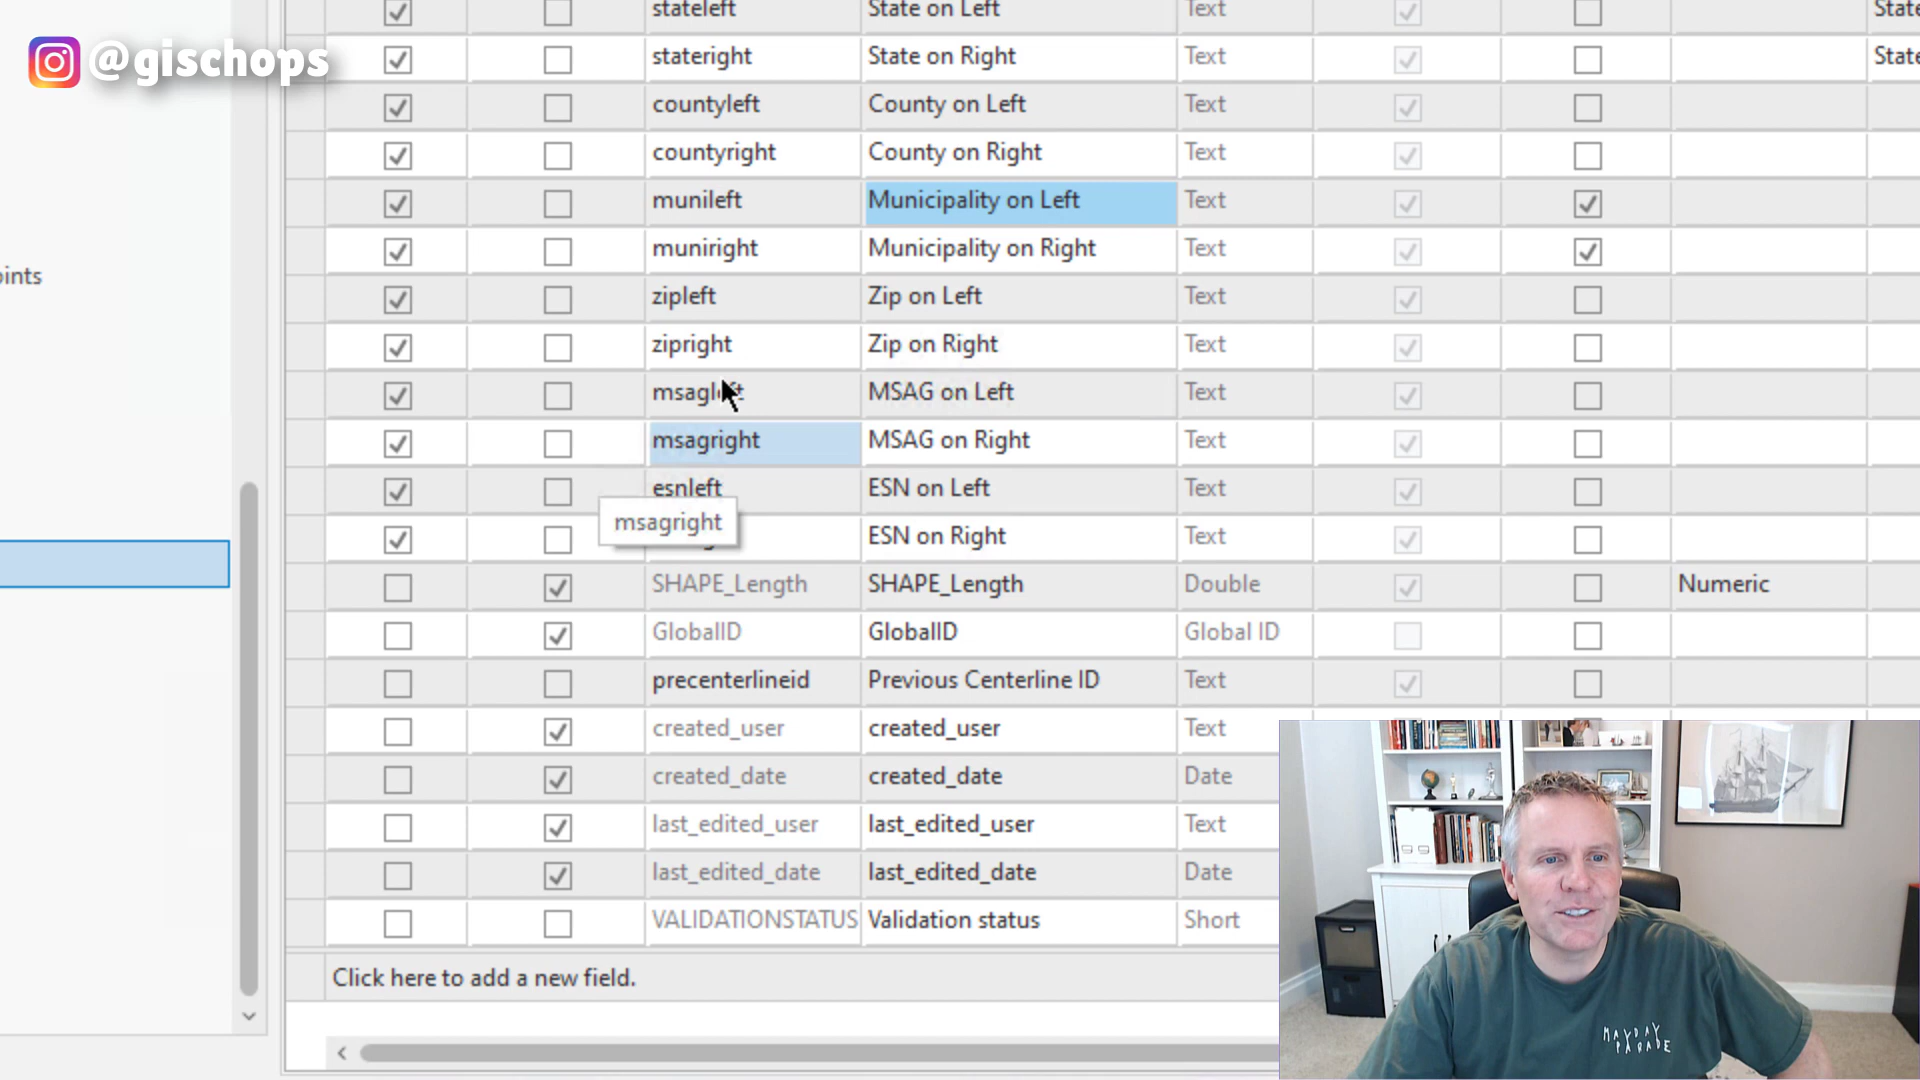 @gischops
stateleft State on Left Text
stateright State on Right Text
countyleft County on Left Text
countyright County on Right Text
munileft Municipality on Left Text
muniright Municipality on Right Text
zipleft Zip on Left Text
zipright Zip on Right Text
msagleft MSAG on Left Text
msagright MSAG on Right Text
esnleft ESN on Left Text
msagright
ESN on Right Text
SHAPE_Length SHAPE_Length Double Numeric
GlobalID GlobalID Global ID
precenterlineid Previous Centerline ID Text
created_user created_user Text
created_date created_date Date
last_edited_user last_edited_user Text
last_edited_date last_edited_date Date
VALIDATIONSTATUS Validation status Short
Click here to add a new field.
MAYDAY
PARADE